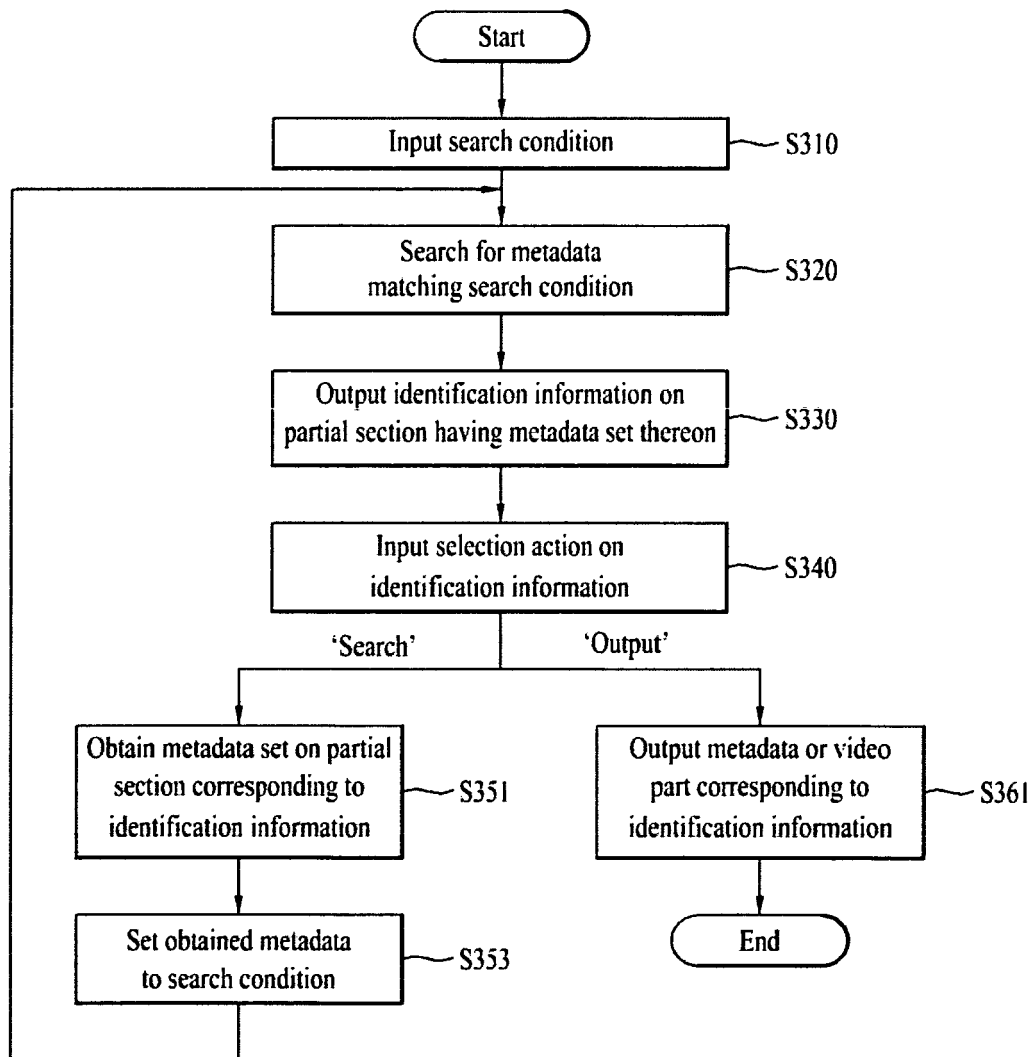 Start
Input search condition
S310
Search for metadata
matching search condition
S320
Output identification information on
partial section having metadata set thereon
S330
Input selection action on
identification information
S340
‘Search’
‘Output’
Obtain metadata set on partial
section corresponding to
identification information
S351
Output metadata or video
part corresponding to
identification information
S361
Set obtained metadata
to search condition
S353
End